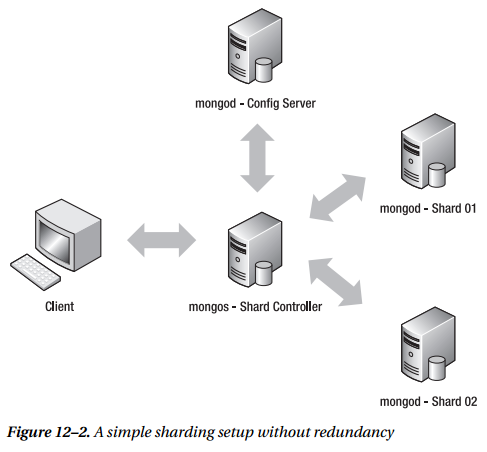 mongod - Config Server
mongod - Shard 01
Client
mongos - Shard Controller
mongod - Shard 02
Figure 12–2. A simple sharding setup without redundancy